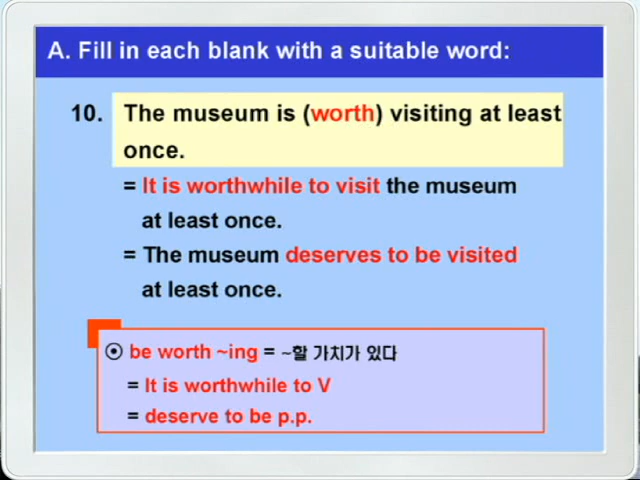 A. Fill in each blank with a suitable word:
10. The museum is (worth) visiting at least
once.
= It is worthwhile to visit the museum
at least once.
= The museum deserves to be visited
at least once.
⊙ be worth ~ing = ~할 가치가 있다
= It is worthwhile to V
= deserve to be p.p.